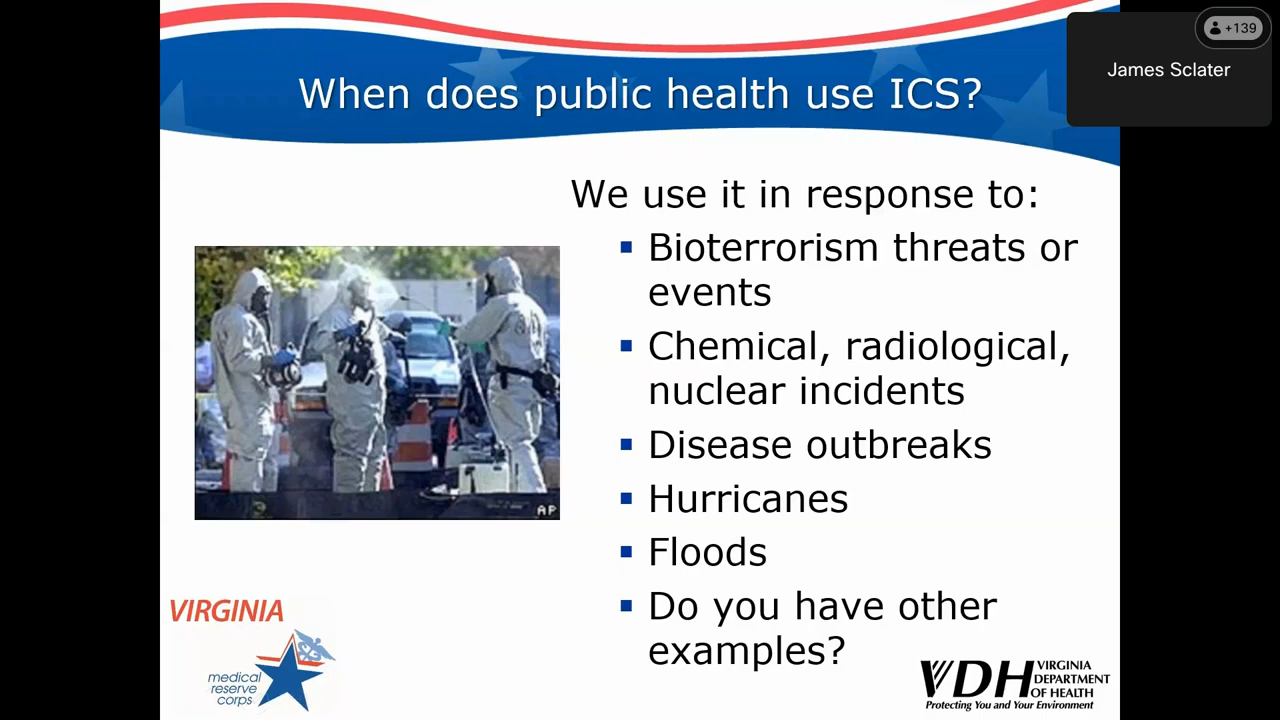 +139
James Sclater
When does public health use ICS?
We use it in response to:
▪ Bioterrorism threats or
events
▪ Chemical, radiological,
nuclear incidents
▪ Disease outbreaks
▪ Hurricanes
▪ Floods
▪ Do you have other
examples?
AP
VIRGINIA
medical
reserve
corps
VDH VIRGINIA
DEPARTMENT
OF HEALTH
Protecting You and Your Environment